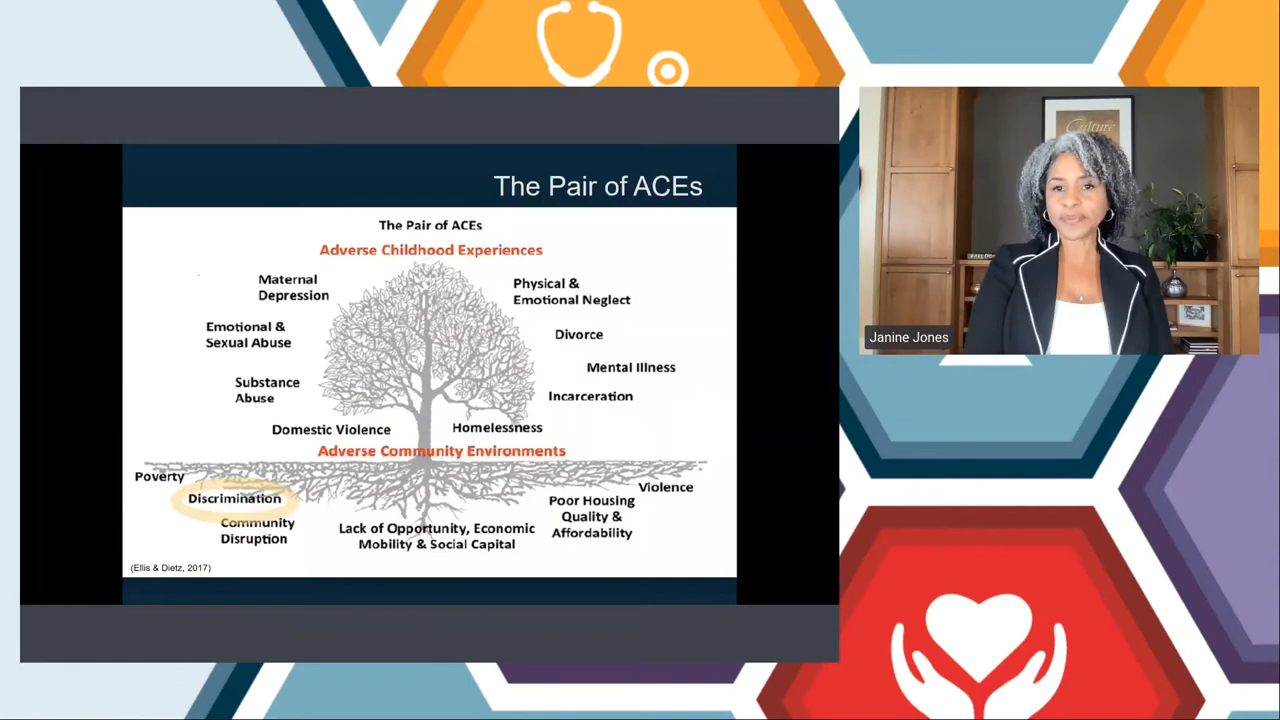 The Pair of ACEs
The Pair of ACEs
Adverse Childhood Experiences
Maternal
Depression
Physical &
Emotional Neglect
Emotional &
Sexual Abuse
Divorce
Mental Illness
Substance
Abuse
Incarceration
Domestic Violence
Homelessness
Adverse Community Environments
Poverty
Discrimination
Community
Disruption
Lack of Opportunity, Economic
Mobility & Social Capital
Violence
Poor Housing
Quality &
Affordability
(Ellis & Dietz, 2017)
Culture
Janine Jones